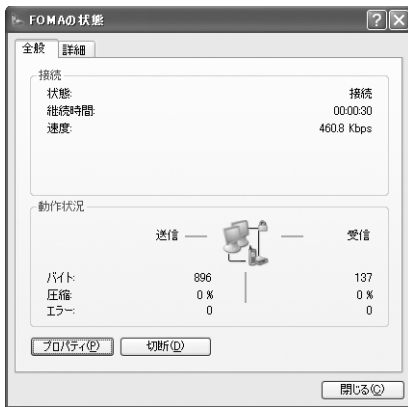 FOMAの状態
全般 詳細
接続
状態: 接続
継続時間: 00:00:30
速度: 460.8 Kbps
動作状況
送信 受信
バイト: 896 137
圧縮: 0 % 0 %
エラー: 0 0
プロパティ(P) 切断(D)
閉じる(C)